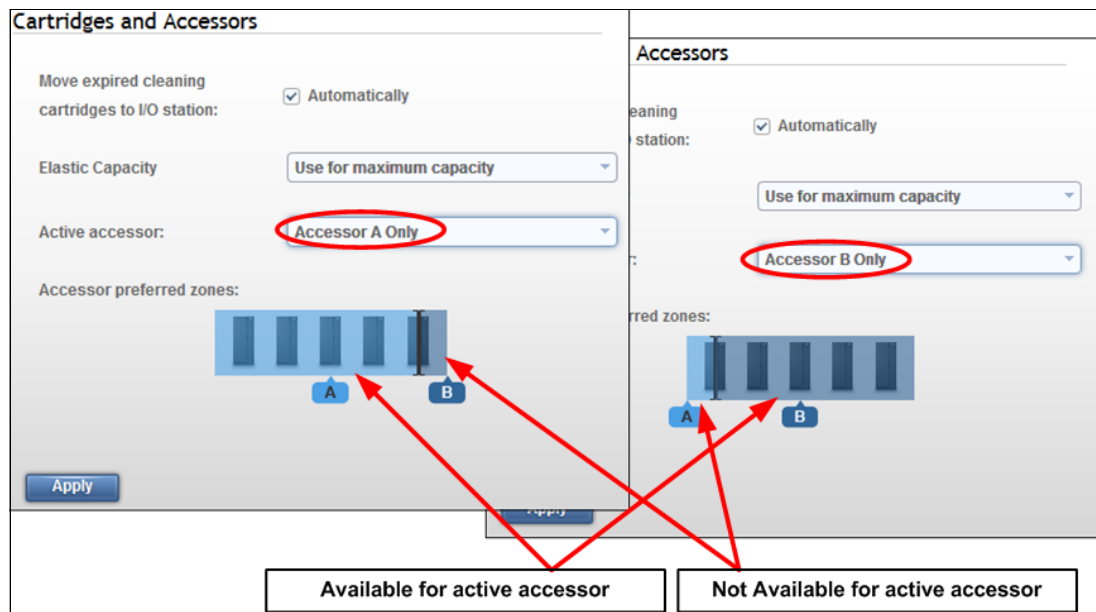 Cartridges and Accessors
Move expired cleaning
cartridges to I/O station:
Automatically
Elastic Capacity
Use for maximum capacity
Active accessor:
Accessor A Only
Accessor preferred zones:
A
B
Apply
Accessors
eaning
station:
Automatically
Use for maximum capacity
r:
Accessor B Only
rred zones:
A
B
Apply
Available for active accessor
Not Available for active accessor